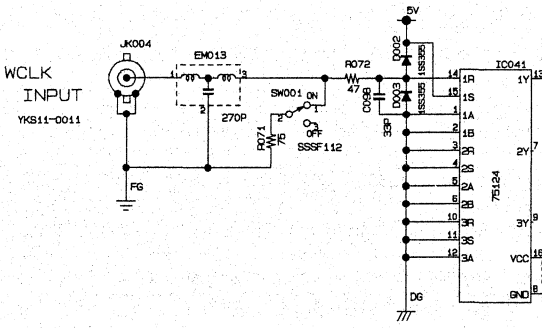 5V
JK004
EM013
D002
1SS355
IC041
WCLK
INPUT
YKS11-0011
1
3
2
270P
R072
47
SW001
ON
1
2
3
OFF
SSSF112
R071
75
C098
33P
D003
1SS355
FG
DG
75124
14 1R
15 1S
1 1A
2 1B
3 2R
4 2S
5 2A
6 2B
10 3R
11 3S
12 3A
1Y 13
2Y 7
3Y 9
VCC 16
GND 8